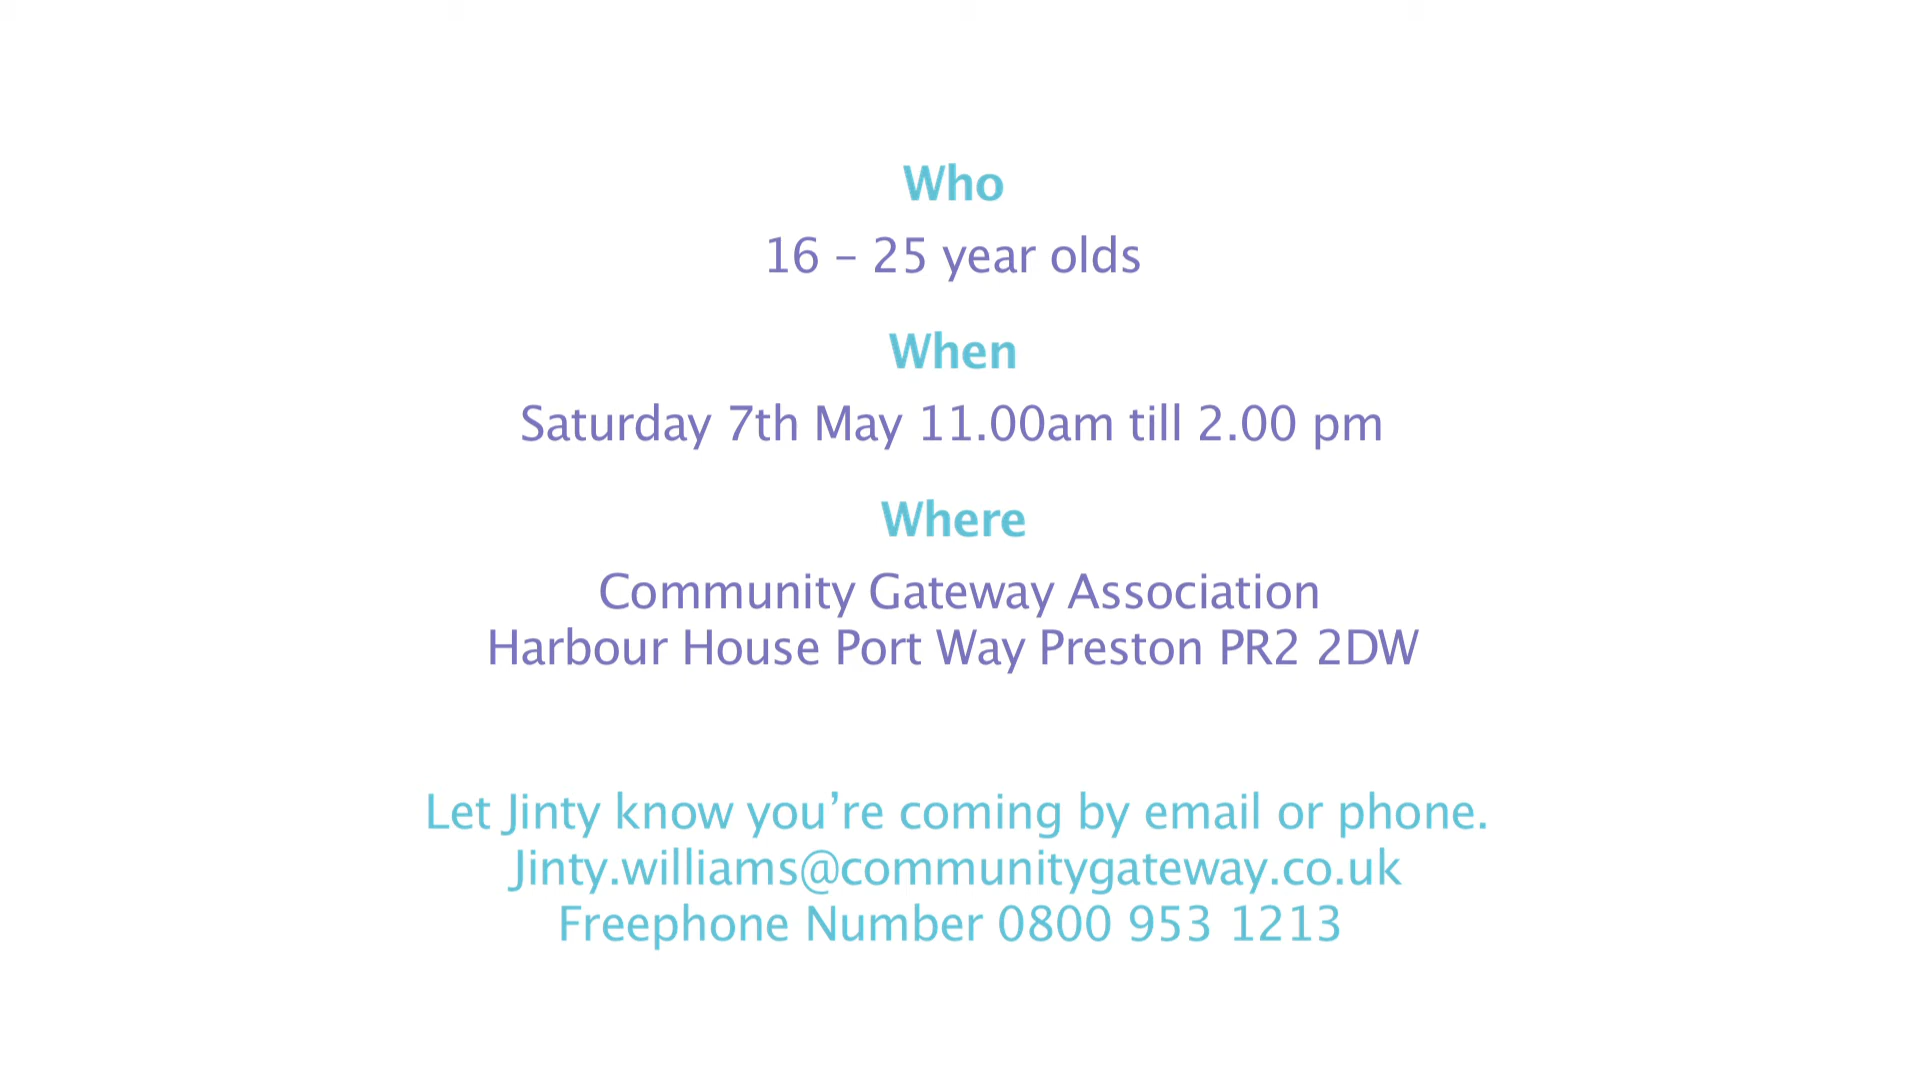 Who
16 – 25 year olds
When
Saturday 7th May 11.00am till 2.00 pm
Where
Community Gateway Association
Harbour House Port Way Preston PR2 2DW
Let Jinty know you’re coming by email or phone.
Jinty.williams@communitygateway.co.uk
Freephone Number 0800 953 1213